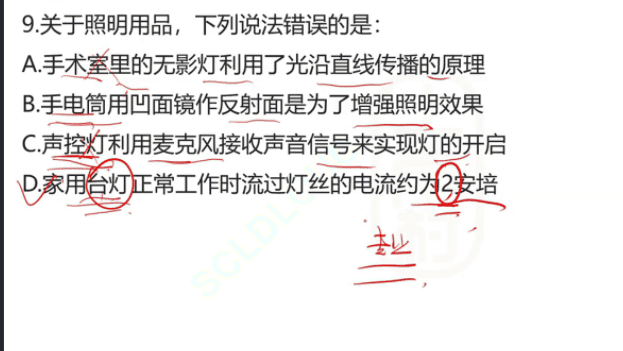 9.关于照明用品，下列说法错误的是：
A.手术室里的无影灯利用了光沿直线传播的原理
B.手电筒用凹面镜作反射面是为了增强照明效果
C.声控灯利用麦克风接收声音信号来实现灯的开启
D.家用台灯正常工作时流过灯丝的电流约为2安培